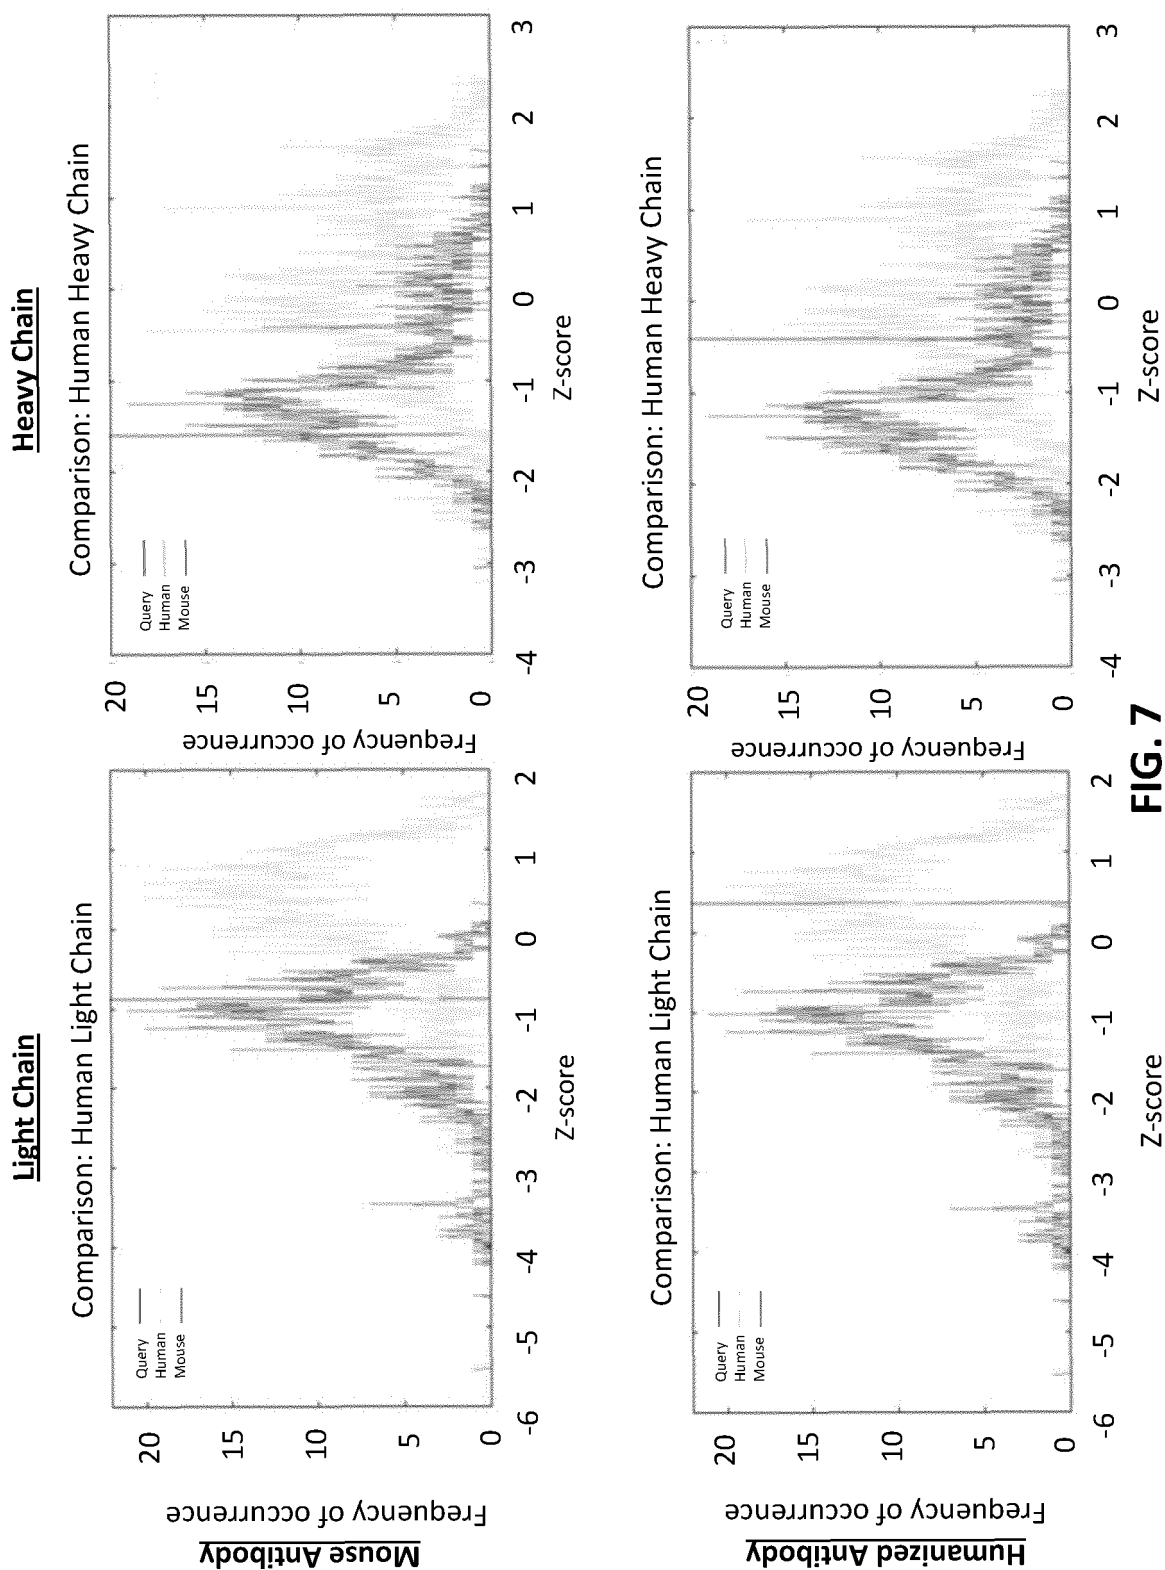 Light Chain
Heavy Chain
Mouse Antibody
Comparison: Human Light Chain
Frequency of occurrence
20
15
10
5
0
Query
Human
Mouse
-6
-5
-4
-3
-2
-1
0
1
2
Z-score
Comparison: Human Heavy Chain
Frequency of occurrence
20
15
10
5
0
Query
Human
Mouse
-4
-3
-2
-1
0
1
2
3
Z-score
Humanized Antibody
Comparison: Human Light Chain
Frequency of occurrence
20
15
10
5
0
Query
Human
Mouse
-6
-5
-4
-3
-2
-1
0
1
2
Z-score
Comparison: Human Heavy Chain
Frequency of occurrence
20
15
10
5
0
Query
Human
Mouse
-4
-3
-2
-1
0
1
2
3
Z-score
FIG. 7